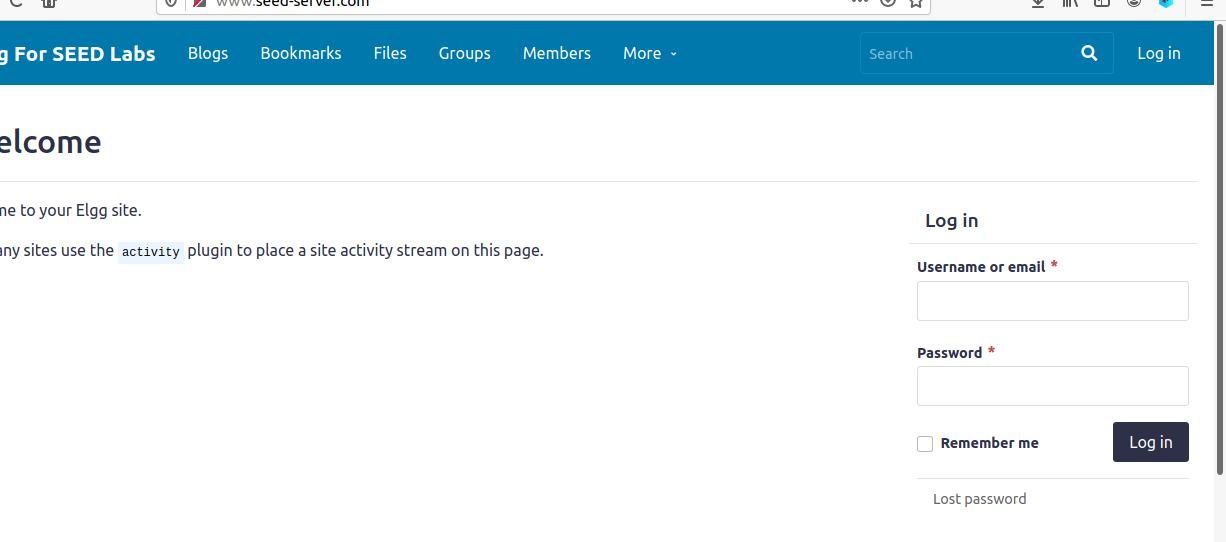 www.seed-server.com
g For SEED Labs Blogs Bookmarks Files Groups Members More Search Log in
elcome
me to your Elgg site.
any sites use the activity plugin to place a site activity stream on this page.
Log in
Username or email *
Password *
Remember me Log in
Lost password